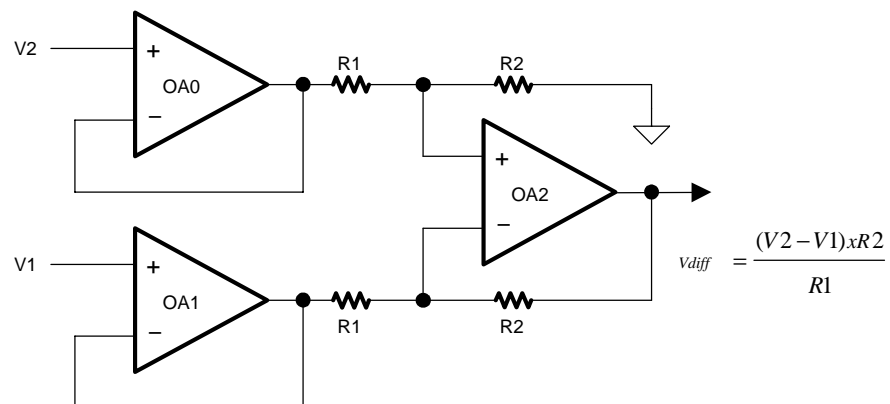 V2
+
OA0
−
R1
R2
+
OA2
−
V1
+
OA1
−
R1
R2
Vdiff = (V2−V1)xR2
R1